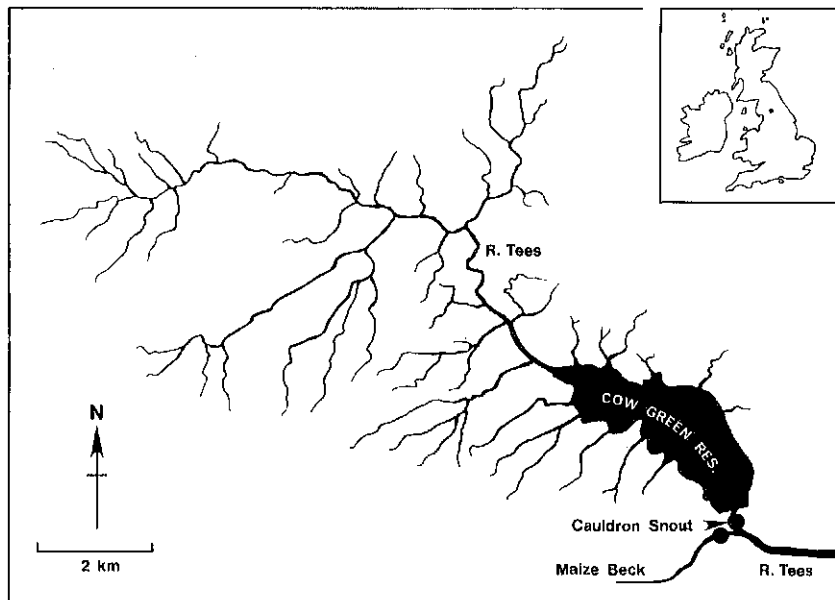 R. Tees
COW GREEN RES.
N
Cauldron Snout
2 km
Maize Beck
R. Tees